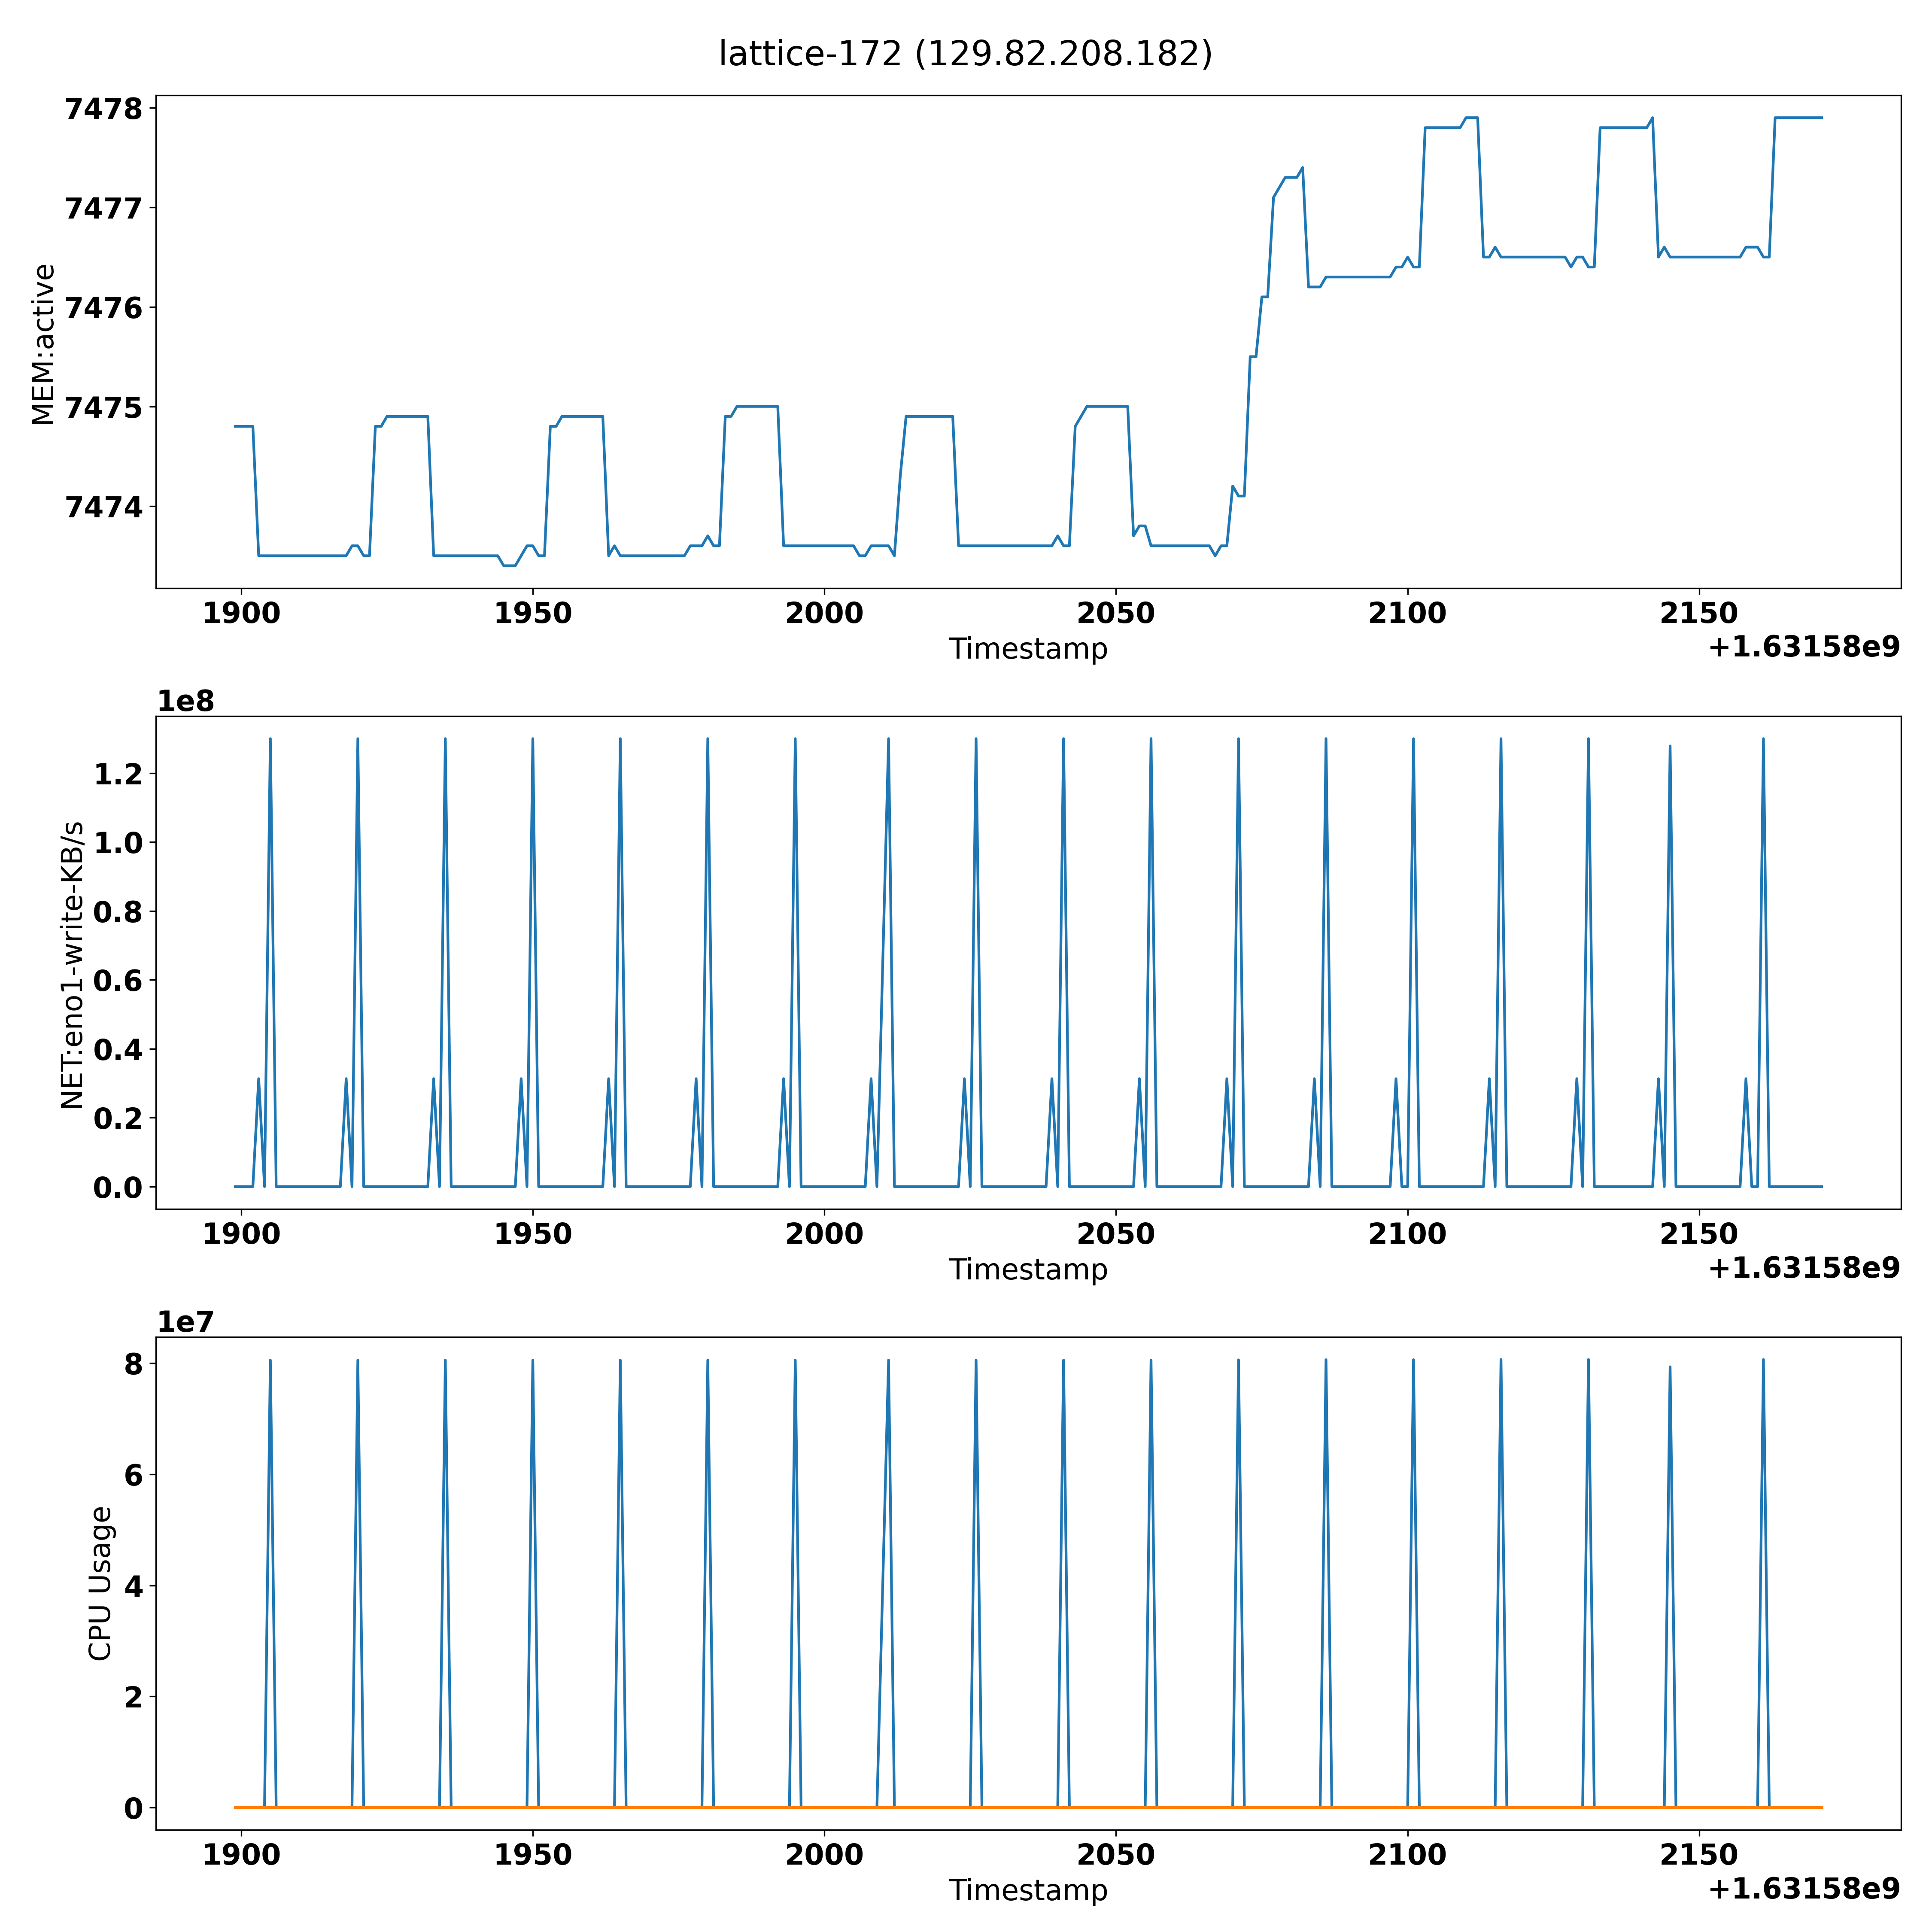 lattice-172 (129.82.208.182)
7478
7477
7476
7475
7474
MEM:active
1900 1950 2000 2050 2100 2150
Timestamp
+1.63158e9
1e8
1.2
1.0
0.8
0.6
0.4
0.2
0.0
NET:eno1-write-KB/s
1900 1950 2000 2050 2100 2150
Timestamp
+1.63158e9
1e7
8
6
4
2
0
CPU Usage
1900 1950 2000 2050 2100 2150
Timestamp
+1.63158e9